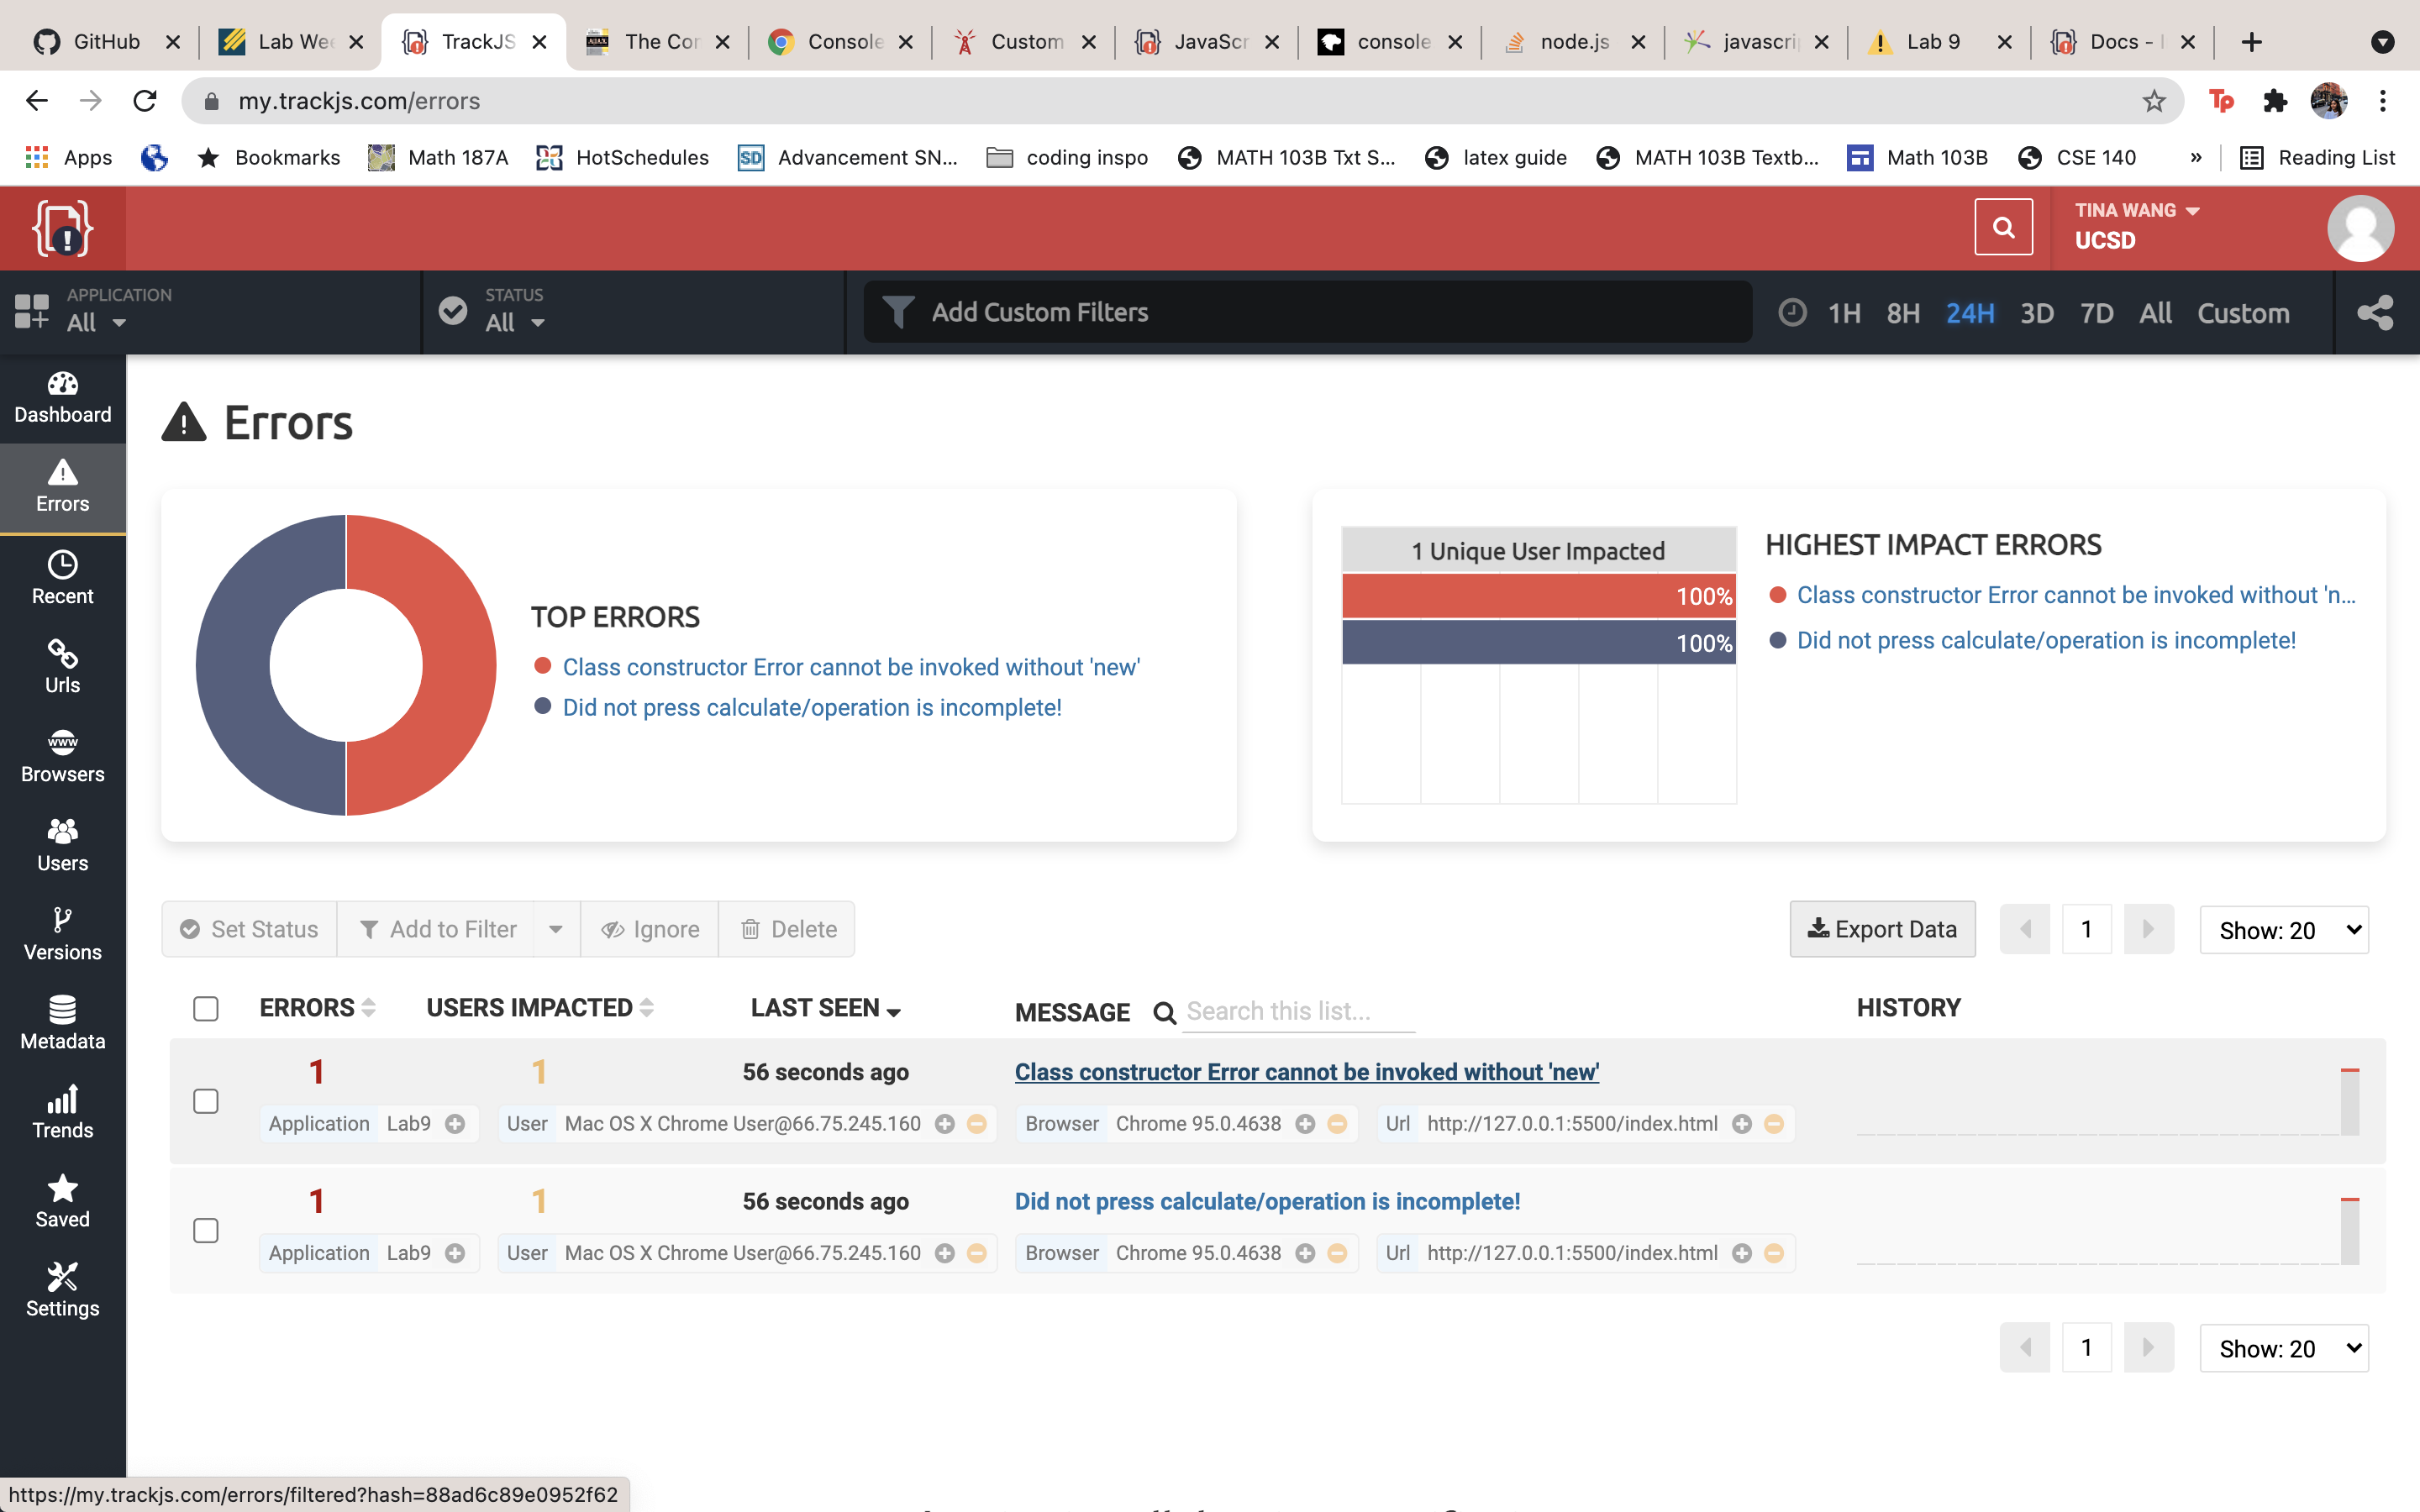 GitHub
Lab Wee
TrackJS
The Cor
Console
Custom
JavaScr
console
node.js
javascri
Lab 9
Docs -
my.trackjs.com/errors
Apps
Bookmarks
Math 187A
HotSchedules
SD
Advancement SN...
coding inspo
MATH 103B Txt S...
latex guide
MATH 103B Textb...
Math 103B
CSE 140
»
Reading List
TINA WANG
UCSD
APPLICATION
All
STATUS
All
Add Custom Filters
1H 8H 24H 3D 7D All Custom
Dashboard
Errors
Recent
Urls
www
Browsers
Users
Versions
Metadata
Trends
Saved
Settings
Errors
TOP ERRORS
Class constructor Error cannot be invoked without 'new'
Did not press calculate/operation is incomplete!
1 Unique User Impacted
100%
100%
HIGHEST IMPACT ERRORS
Class constructor Error cannot be invoked without 'n...
Did not press calculate/operation is incomplete!
Set Status Add to Filter Ignore Delete
Export Data 1 Show: 20
ERRORS USERS IMPACTED LAST SEEN MESSAGE Search this list... HISTORY
1 1 56 seconds ago Class constructor Error cannot be invoked without 'new'
Application Lab9 User Mac OS X Chrome User@66.75.245.160 Browser Chrome 95.0.4638 Url http://127.0.0.1:5500/index.html
1 1 56 seconds ago Did not press calculate/operation is incomplete!
Application Lab9 User Mac OS X Chrome User@66.75.245.160 Browser Chrome 95.0.4638 Url http://127.0.0.1:5500/index.html
1 Show: 20
https://my.trackjs.com/errors/filtered?hash=88ad6c89e0952f62